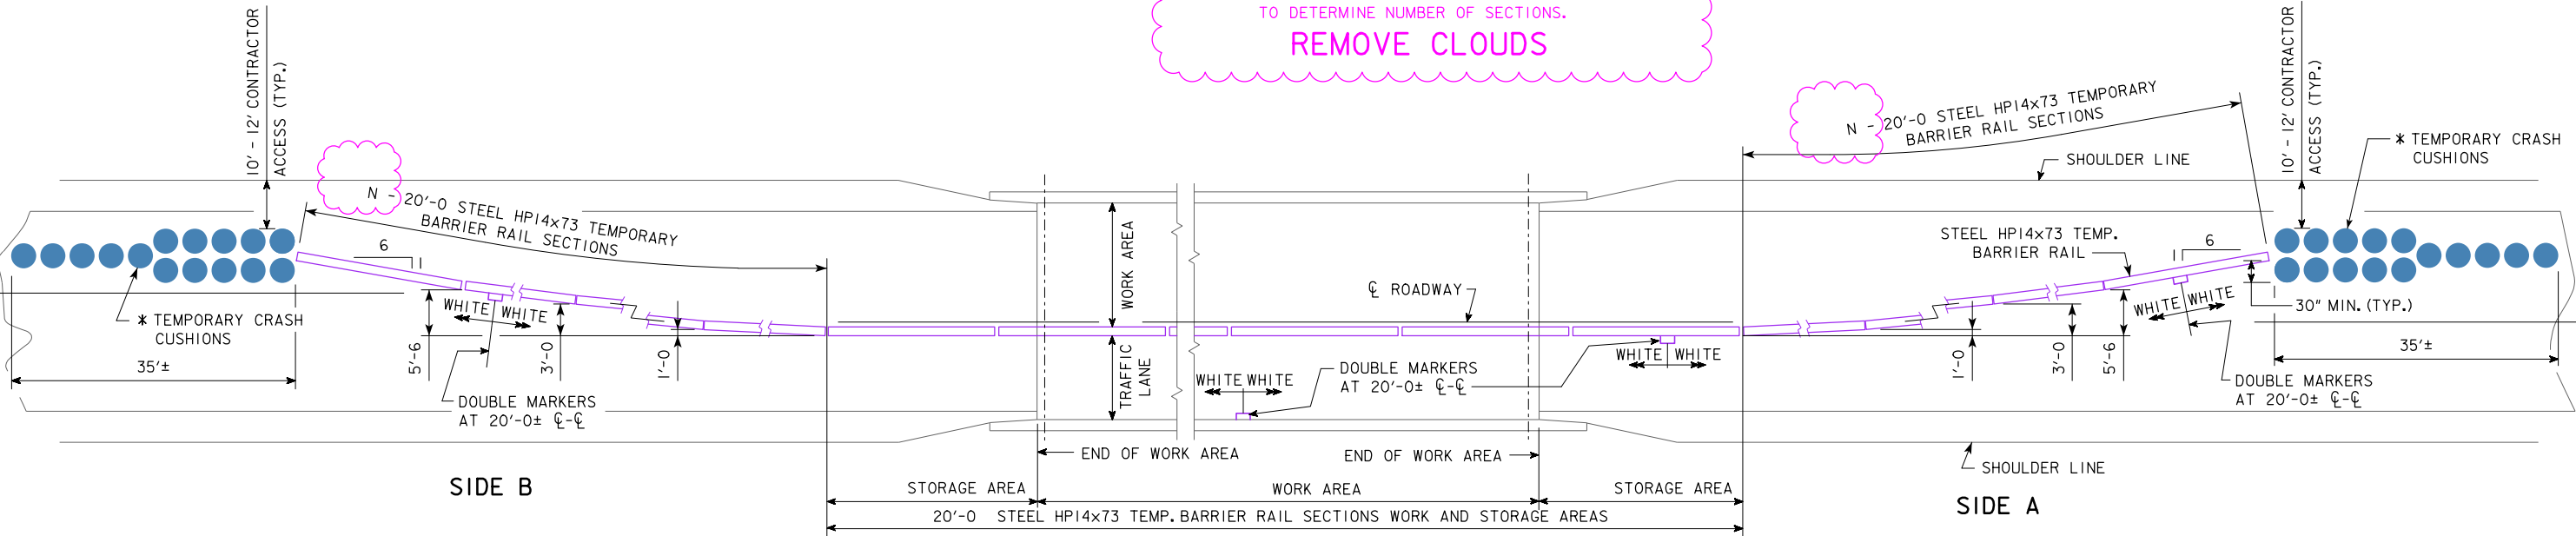 TO DETERMINE NUMBER OF SECTIONS.
REMOVE CLOUDS
10' - 12' CONTRACTOR
ACCESS (TYP.)
N - 20'-0 STEEL HP14x73 TEMPORARY
BARRIER RAIL SECTIONS
6
1
* TEMPORARY CRASH
CUSHIONS
35'±
WHITE WHITE
5'-6
3'-0
1'-0
DOUBLE MARKERS
AT 20'-0± ℄-℄
SIDE B
WORK AREA
TRAFFIC
LANE
℄ ROADWAY
WHITE WHITE
DOUBLE MARKERS
AT 20'-0± ℄-℄
WHITE WHITE
END OF WORK AREA
END OF WORK AREA
STORAGE AREA
WORK AREA
STORAGE AREA
20'-0 STEEL HP14x73 TEMP. BARRIER RAIL SECTIONS WORK AND STORAGE AREAS
N - 20'-0 STEEL HP14x73 TEMPORARY
BARRIER RAIL SECTIONS
SHOULDER LINE
10' - 12' CONTRACTOR
ACCESS (TYP.)
* TEMPORARY CRASH
CUSHIONS
STEEL HP14x73 TEMP.
BARRIER RAIL
6
1
WHITE WHITE
30" MIN. (TYP.)
1'-0
3'-0
5'-6
35'±
DOUBLE MARKERS
AT 20'-0± ℄-℄
SHOULDER LINE
SIDE A